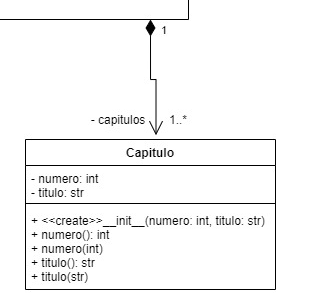 1
- capitulos
1..*
Capitulo
- numero: int
- titulo: str
+ <<create>>__init__(numero: int, titulo: str)
+ numero(): int
+ numero(int)
+ titulo(): str
+ titulo(str)